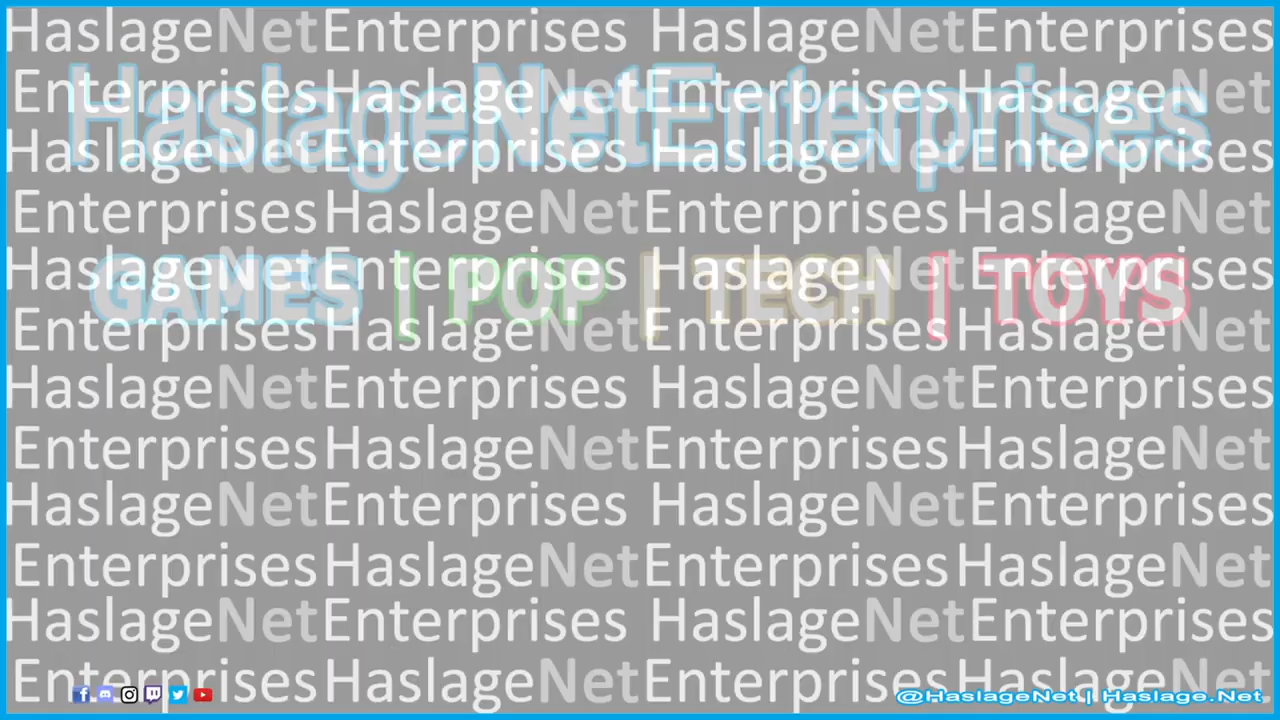 HaslageNetEnterprises HaslageNetEnterprises
EnterprisesHaslageNetEnterprisesHaslageNet
HaslageNetEnterprises
HaslageNetEnterprises HaslageNetEnterprises
EnterprisesHaslageNetEnterprisesHaslageNet
HaslageNetEnterprises HaslageNetEnterprises
GAMES | POP | TECH | TOYS
EnterprisesHaslageNetEnterprisesHaslageNet
HaslageNetEnterprises HaslageNetEnterprises
EnterprisesHaslageNetEnterprisesHaslageNet
HaslageNetEnterprises HaslageNetEnterprises
EnterprisesHaslageNetEnterprisesHaslageNet
HaslageNetEnterprises HaslageNetEnterprises
EnterprisesHaslageNetEnterprisesHaslageNet
@HaslageNet | Haslage.Net